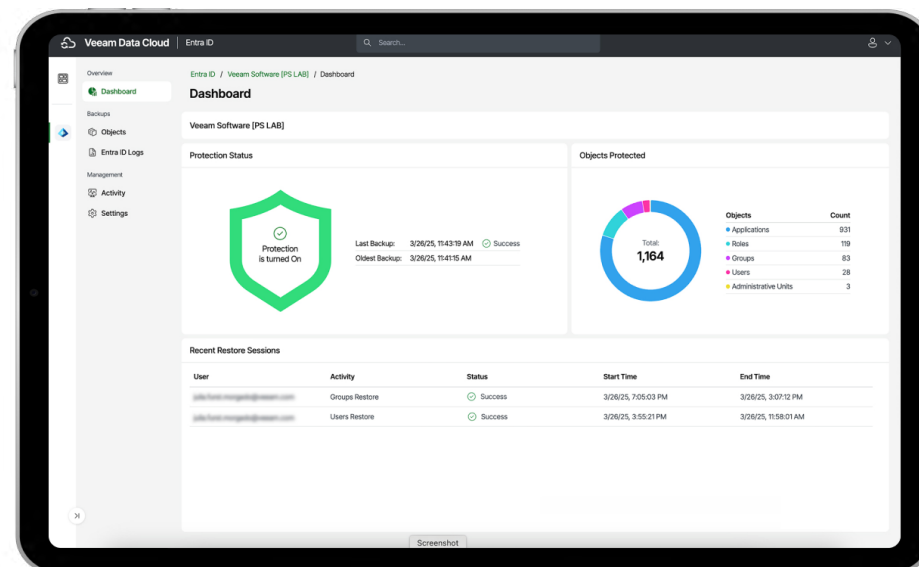 Veeam Data Cloud Entra ID Search...
Overview
Dashboard
Backups
Objects
Entra ID Logs
Management
Activity
Settings
Entra ID / Veeam Software [PS LAB] / Dashboard
Dashboard
Veeam Software [PS LAB]
Protection Status
Protection
is turned On
Last Backup: 3/26/25, 11:43:19 AM Success
Oldest Backup: 3/26/25, 11:41:15 AM
Objects Protected
Total:
1,164
Objects Count
Applications 931
Roles 119
Groups 83
Users 28
Administrative Units 3
Recent Restore Sessions
User Activity Status Start Time End Time
Groups Restore Success 3/26/25, 7:05:03 PM 3/26/25, 3:07:12 PM
Users Restore Success 3/26/25, 3:55:21 PM 3/26/25, 11:58:01 AM
Screenshot